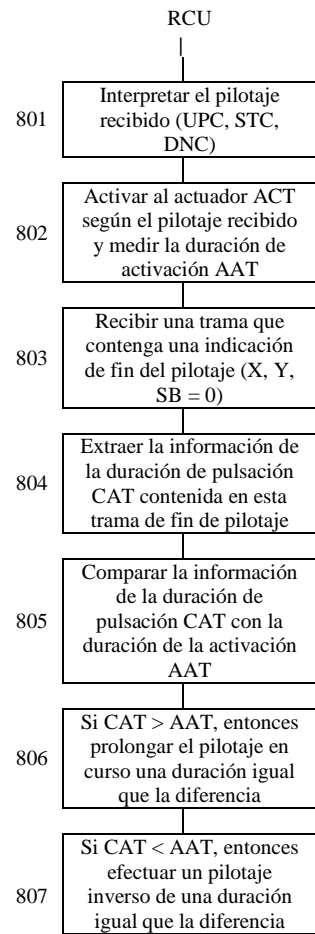 RCU
801
Interpretar el pilotaje
recibido (UPC, STC,
DNC)
802
Activar al actuador ACT
según el pilotaje recibido
y medir la duración de
activación AAT
803
Recibir una trama que
contenga una indicación
de fin del pilotaje (X, Y,
SB = 0)
804
Extraer la información de
la duración de pulsación
CAT contenida en esta
trama de fin de pilotaje
805
Comparar la información
de la duración de
pulsación CAT con la
duración de la activación
AAT
806
Si CAT > AAT, entonces
prolongar el pilotaje en
curso una duración igual
que la diferencia
807
Si CAT < AAT, entonces
efectuar un pilotaje
inverso de una duración
igual que la diferencia